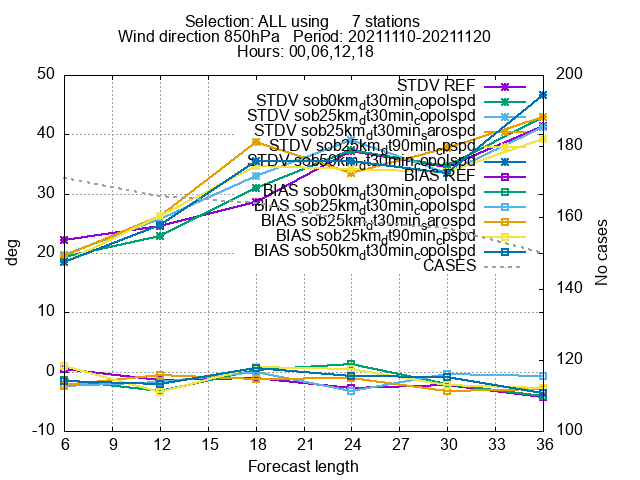 Selection: ALL using 7 stations
Wind direction 850hPa Period: 20211110-20211120
Hours: 00,06,12,18
50
40
30
20
10
0
-10
deg
200
180
160
140
120
100
No cases
STDV REF
STDV sob0km_dt30min_copolspd
STDV sob25km_dt30min_copolspd
STDV sob25km_dt30min_sarospd
STDV sob25km_dt90min_cpspd
STDV sob50km_dt30min_copolspd
BIAS REF
BIAS sob0km_dt30min_copolspd
BIAS sob25km_dt30min_copolspd
BIAS sob25km_dt30min_sarospd
BIAS sob25km_dt90min_cpspd
BIAS sob50km_dt30min_copolspd
CASES
6 9 12 15 18 21 24 27 30 33 36
Forecast length